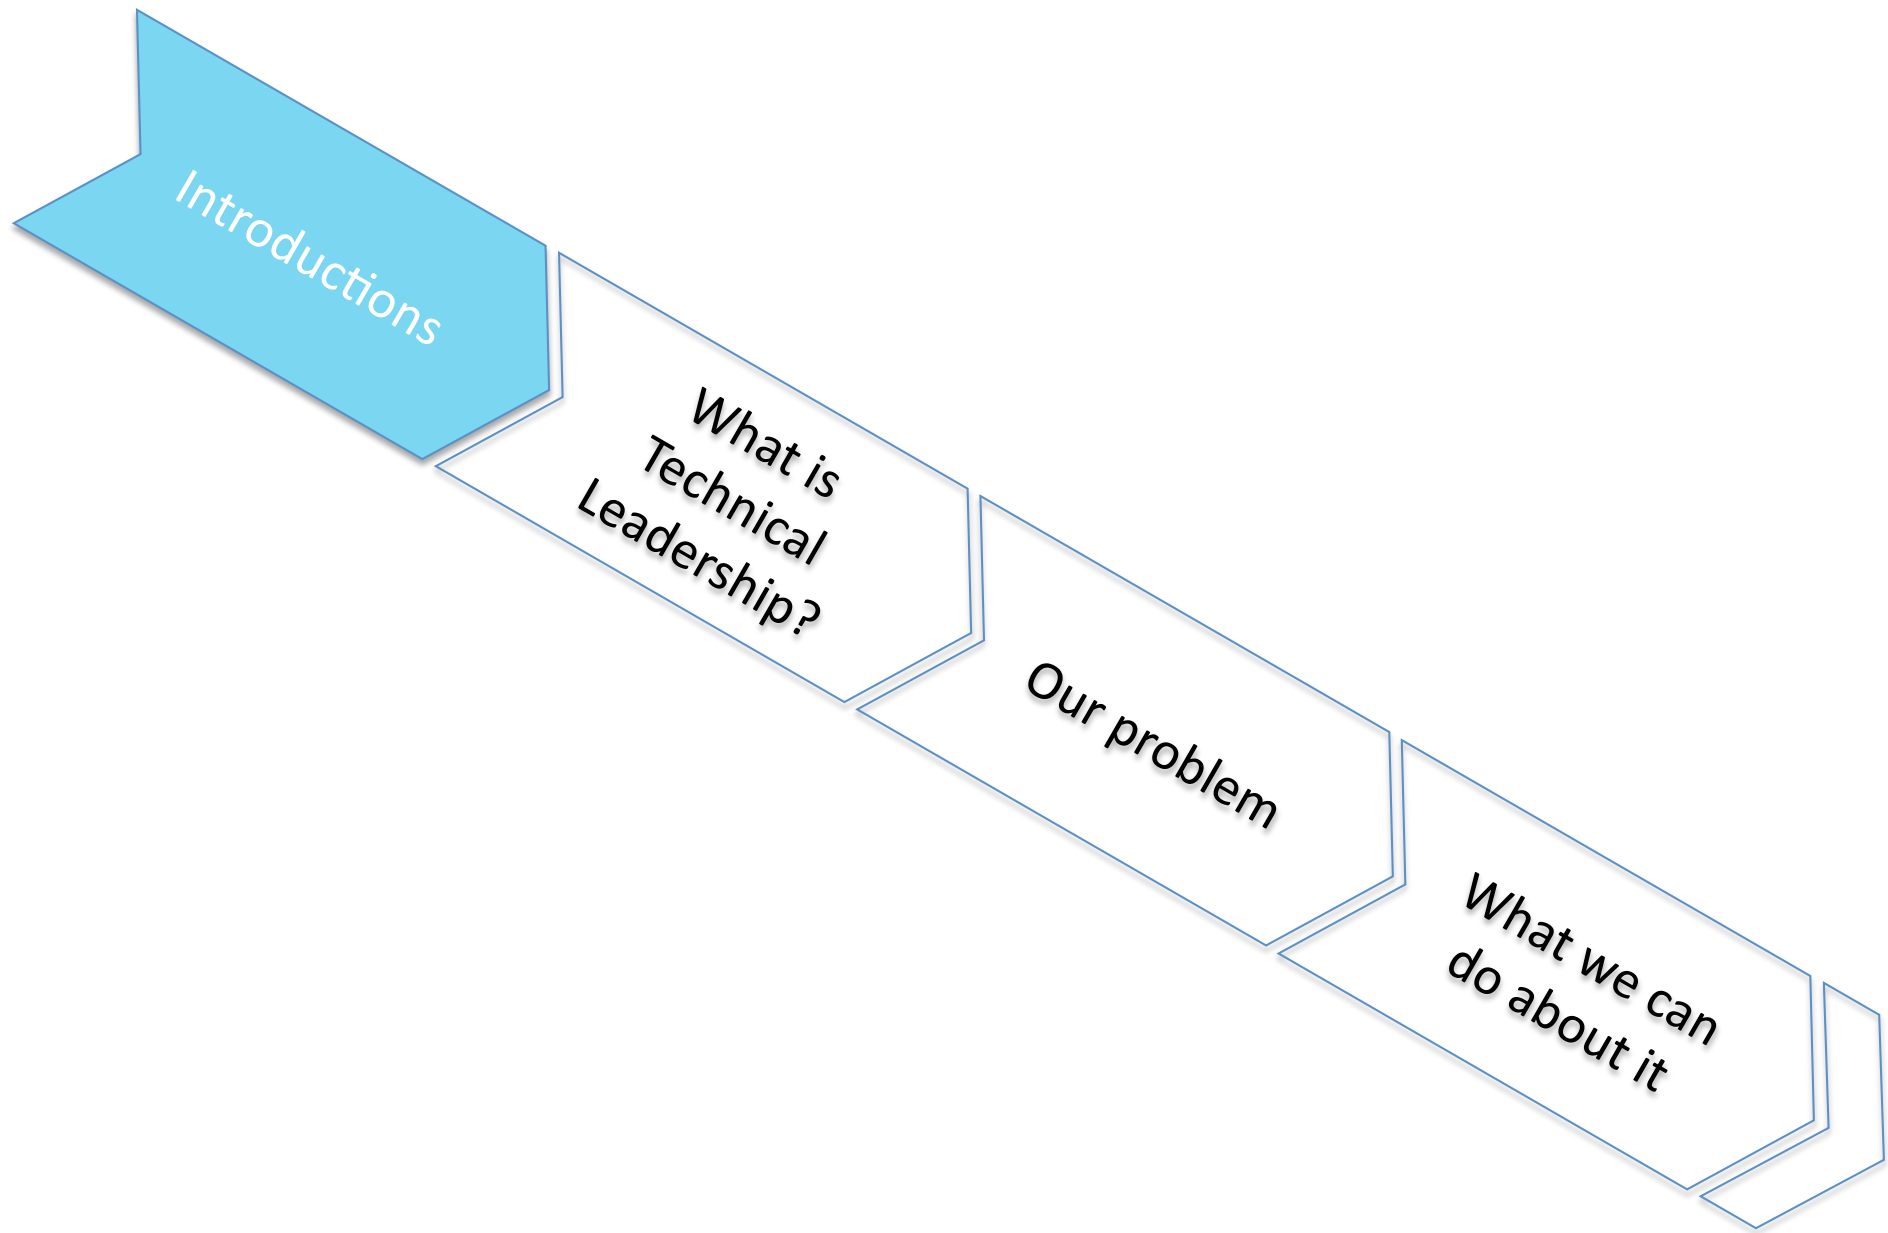 Introductions
What is
Technical
Leadership?
Our problem
What we can
do about it